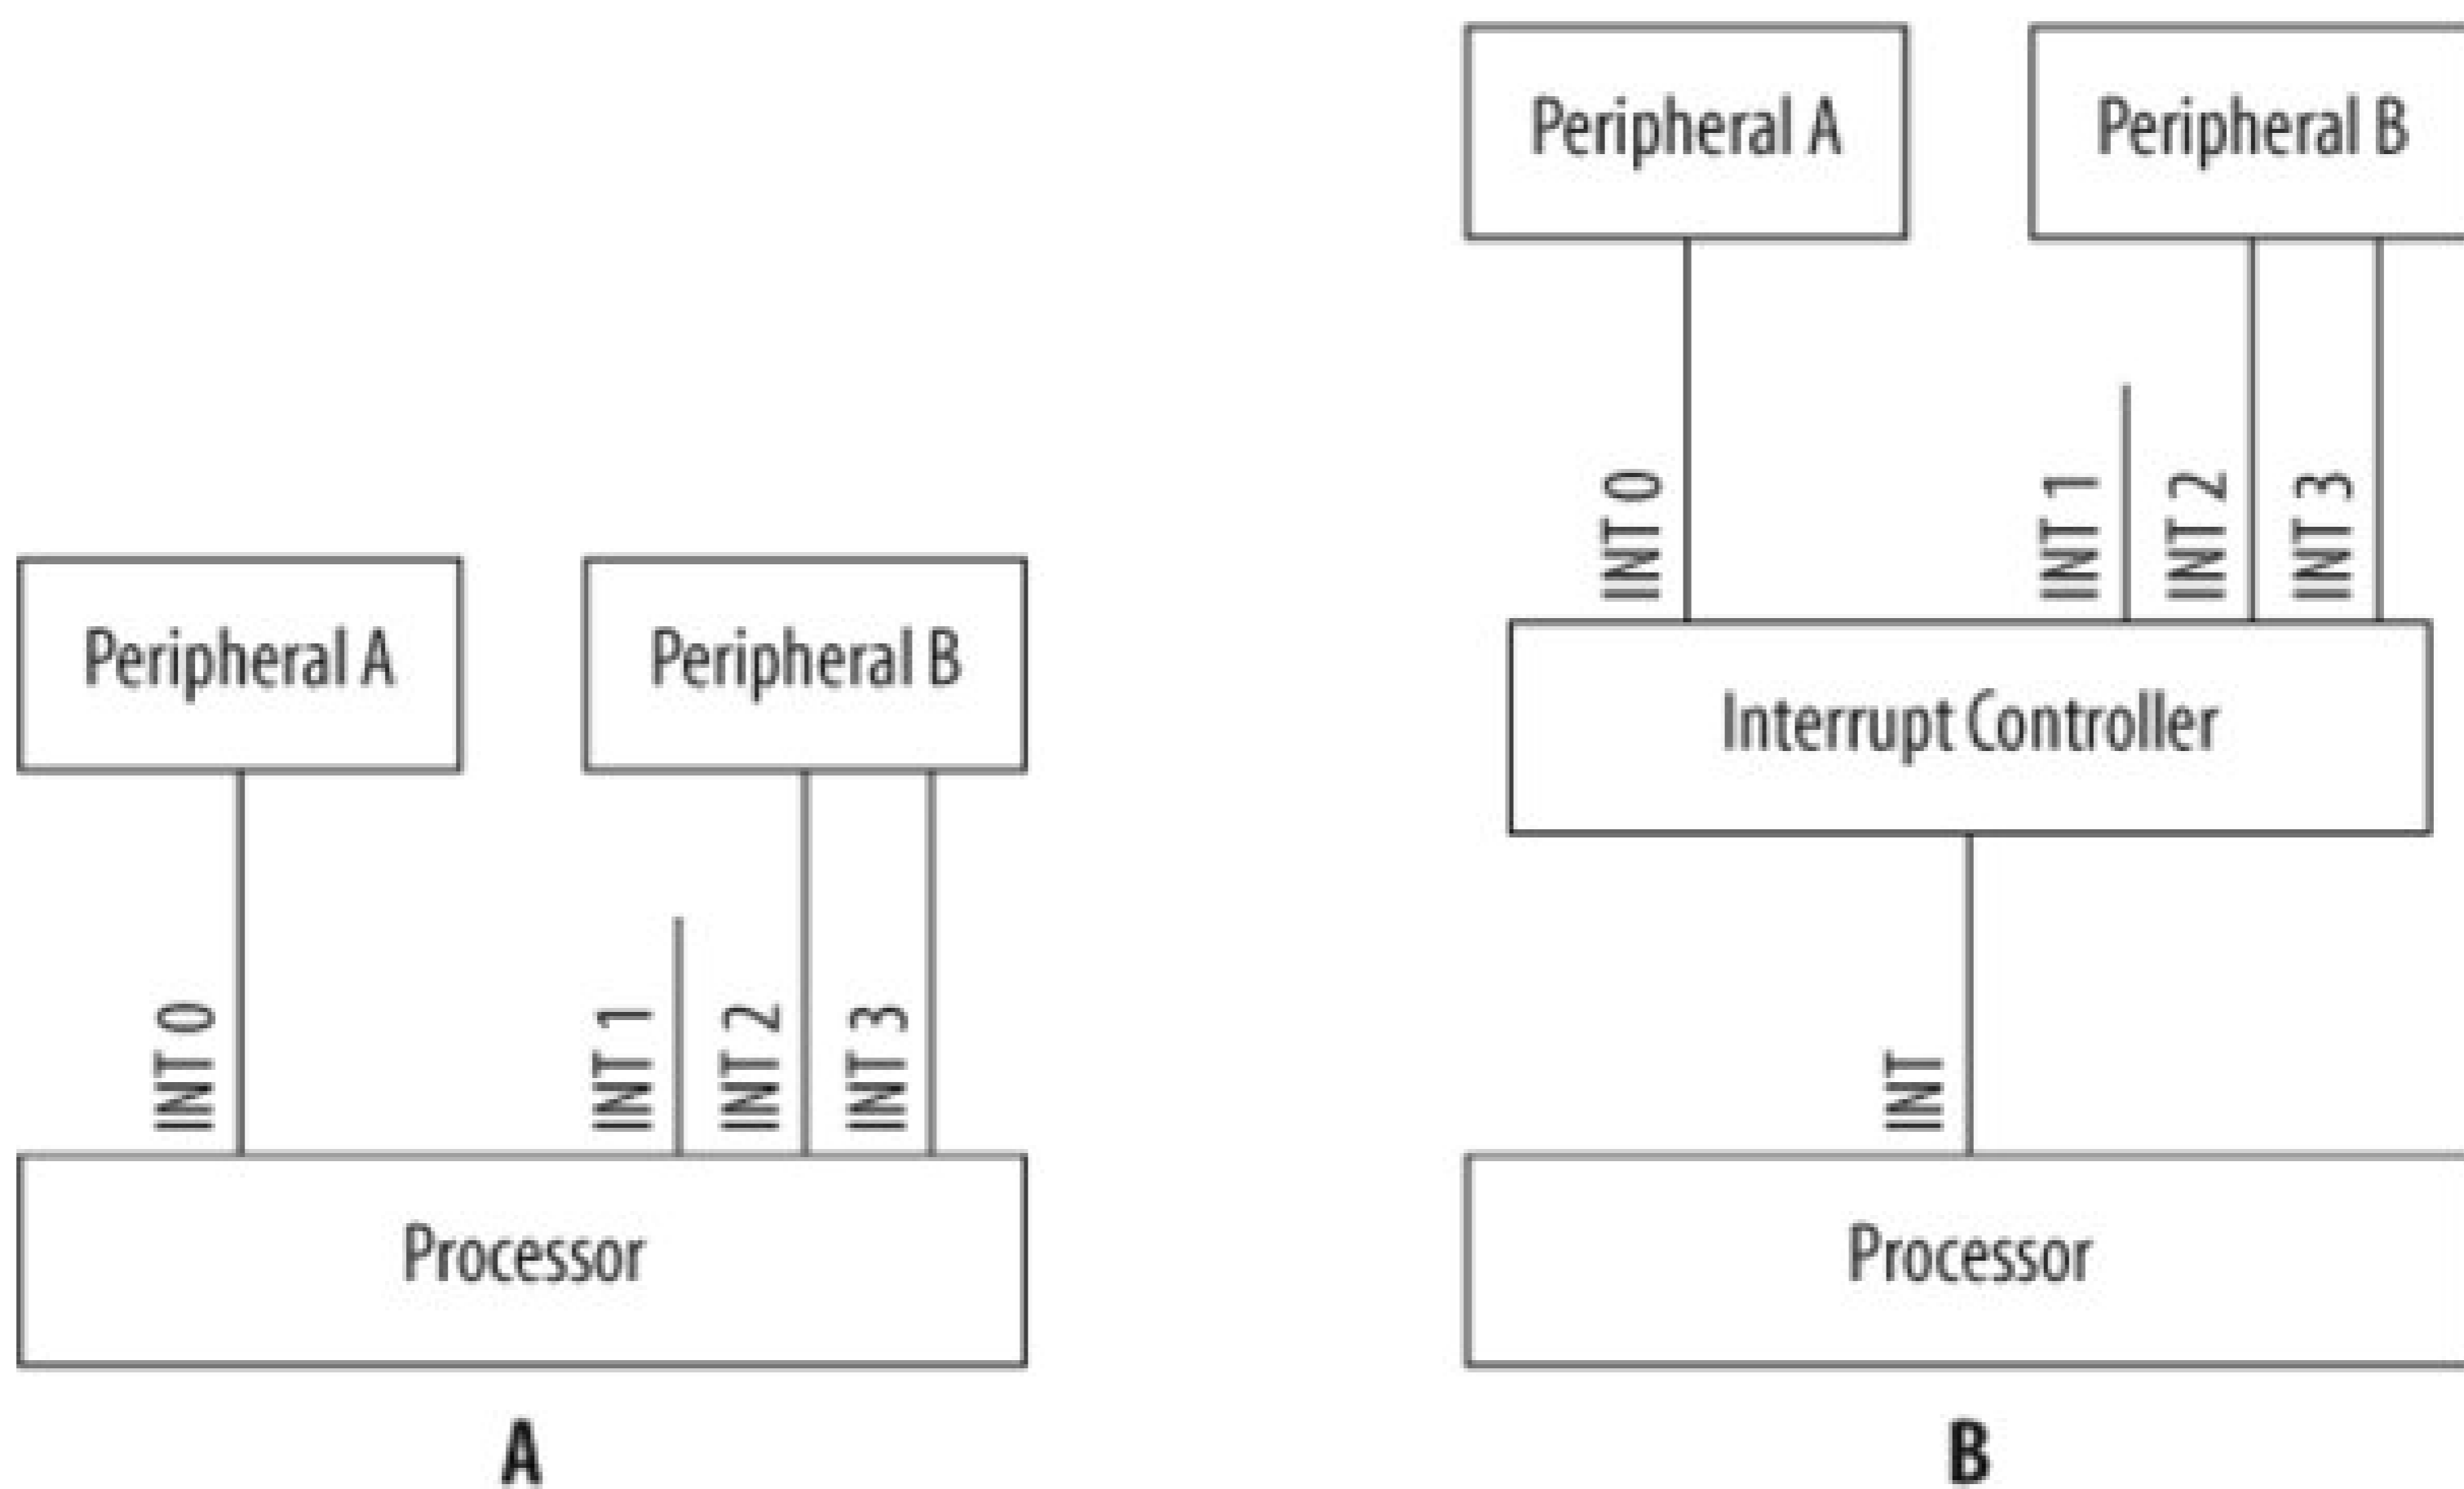 Peripheral A
Peripheral B
INT 0
INT 1
INT 2
INT 3
Processor
A
Peripheral A
Peripheral B
INT 0
INT 1
INT 2
INT 3
Interrupt Controller
INT
Processor
B